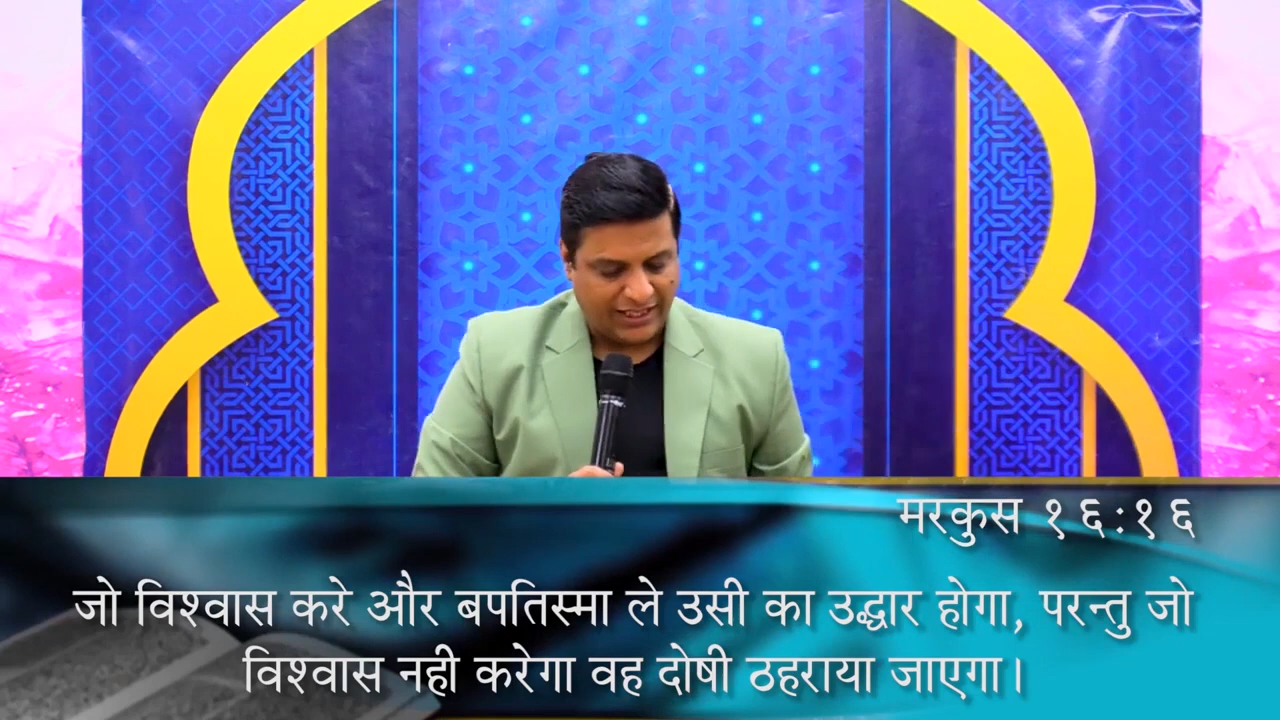 मरकुस १६:१६
जो विश्वास करे और बपतिस्मा ले उसी का उद्धार होगा, परन्तु जो
विश्वास नही करेगा वह दोषी ठहराया जाएगा।